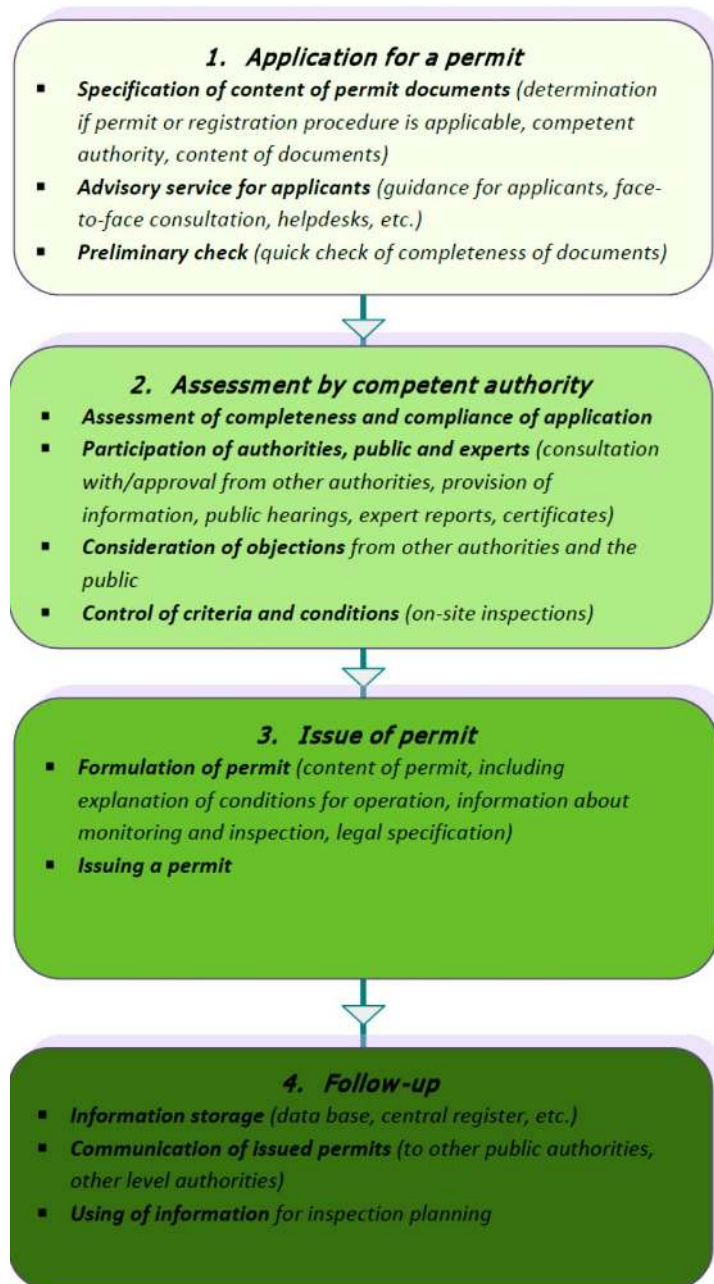 1. Application for a permit
▪ Specification of content of permit documents (determination
if permit or registration procedure is applicable, competent
authority, content of documents)
▪ Advisory service for applicants (guidance for applicants, face-
to-face consultation, helpdesks, etc.)
▪ Preliminary check (quick check of completeness of documents)
2. Assessment by competent authority
▪ Assessment of completeness and compliance of application
▪ Participation of authorities, public and experts (consultation
with/approval from other authorities, provision of
information, public hearings, expert reports, certificates)
▪ Consideration of objections from other authorities and the
public
▪ Control of criteria and conditions (on-site inspections)
3. Issue of permit
▪ Formulation of permit (content of permit, including
explanation of conditions for operation, information about
monitoring and inspection, legal specification)
▪ Issuing a permit
4. Follow-up
▪ Information storage (data base, central register, etc.)
▪ Communication of issued permits (to other public authorities,
other level authorities)
▪ Using of information for inspection planning